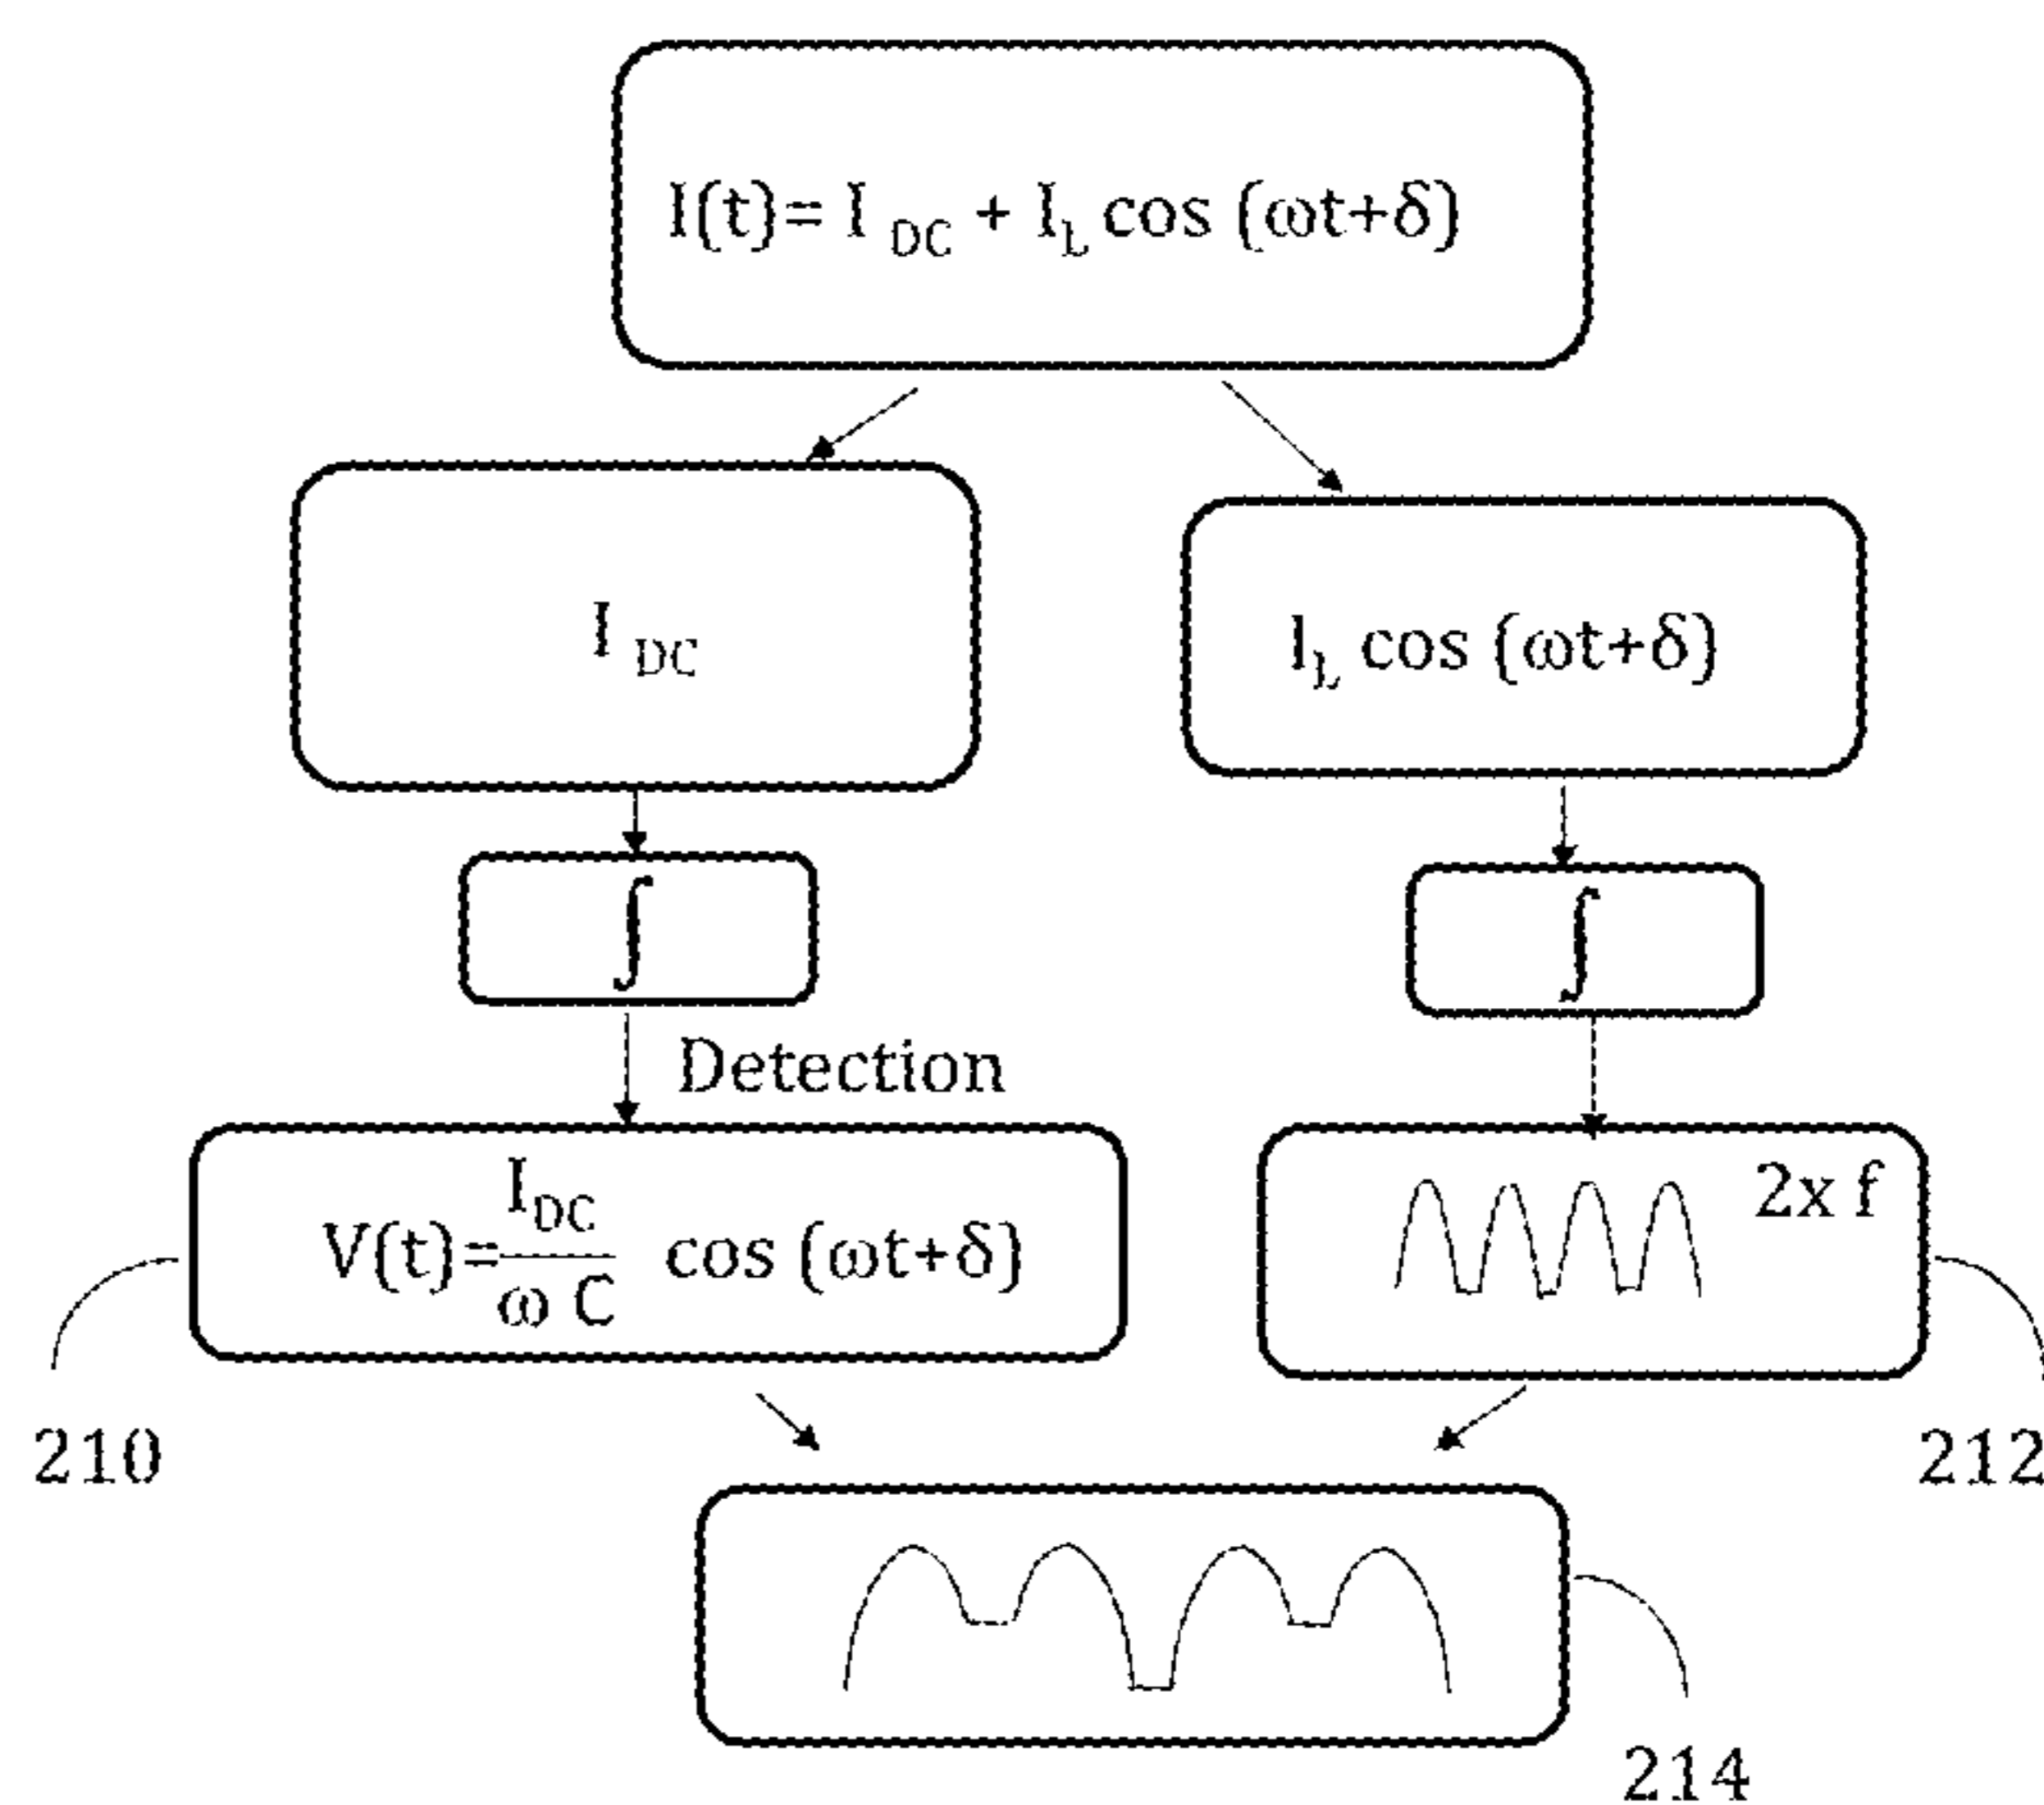 I(t)= I DC + IL cos (ωt+δ)
I DC
IL cos (ωt+δ)
∫
∫
Detection
V(t)= IDC / ω C cos (ωt+δ)
2x f
210
212
214